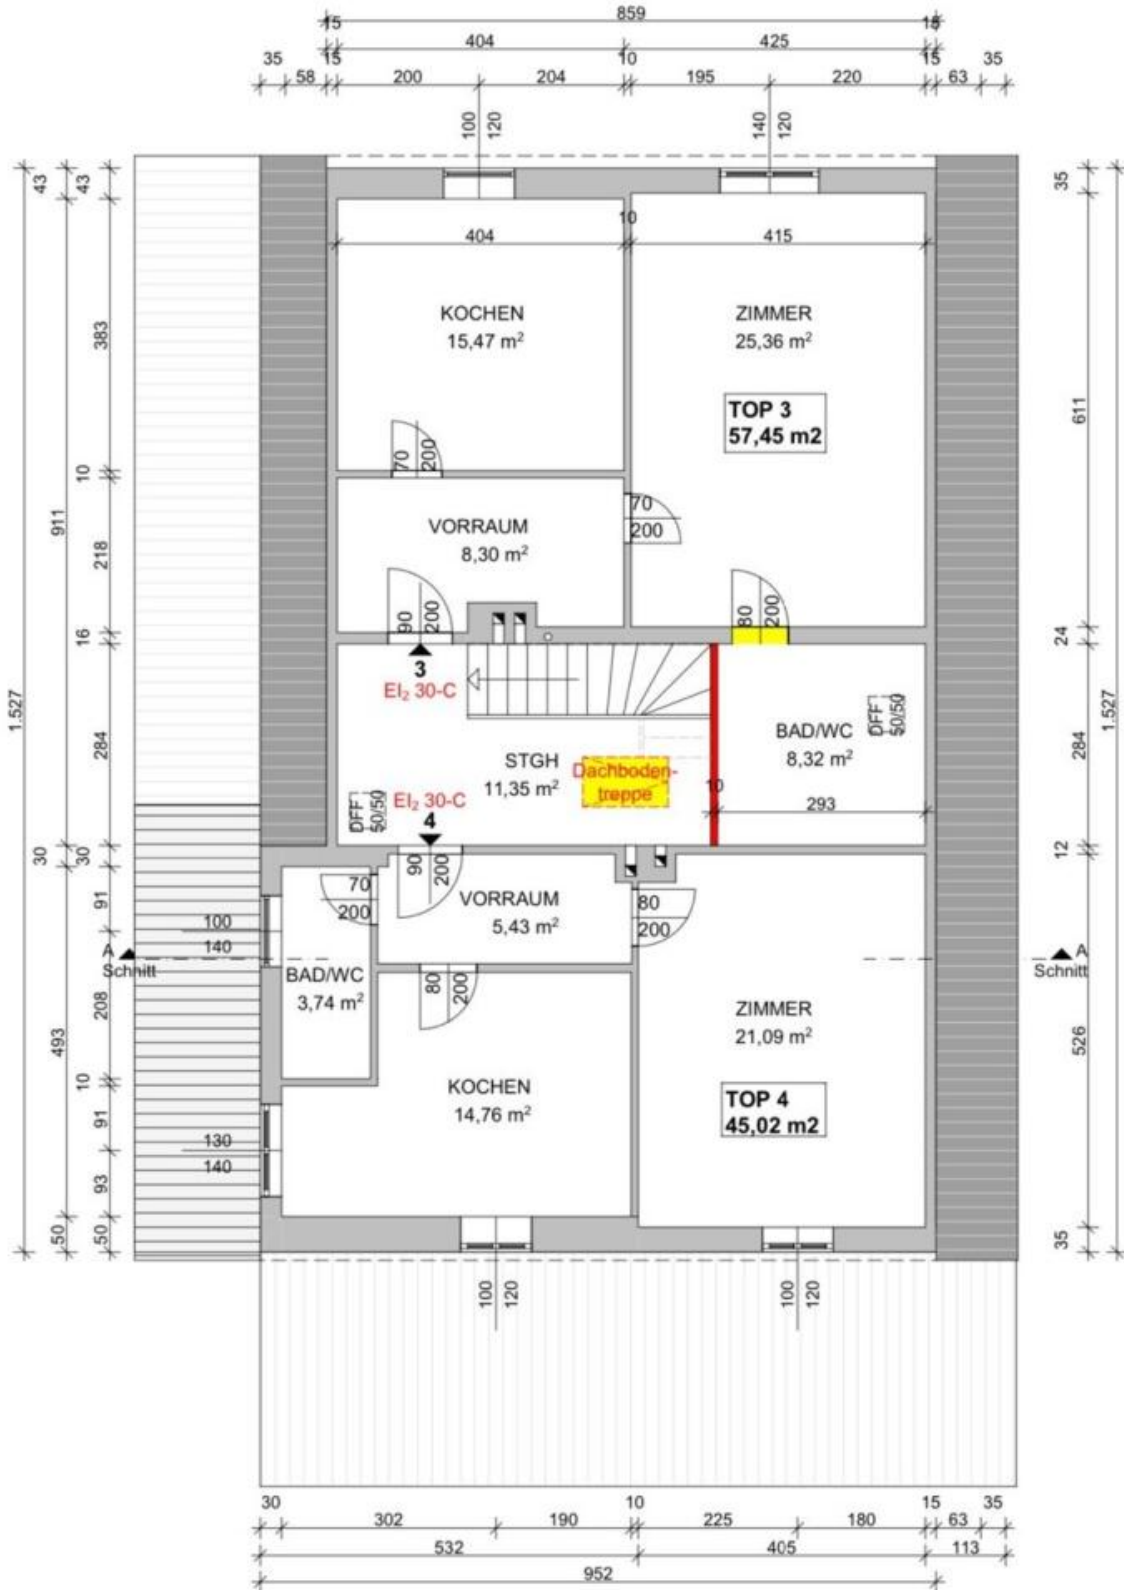 859
15
15
404
425
35
15
10
15
35
58
200
204
195
220
63
100
120
140
120
43
43
35
10
404
415
KOCHEN
15,47 m²
ZIMMER
25,36 m²
383
TOP 3
57,45 m2
611
70
200
10
911
VORRAUM
8,30 m²
70
200
218
90
200
80
200
16
24
3
EI₂ 30-C
1.527
1.527
284
284
STGH
11,35 m²
BAD/WC
8,32 m²
DFF
50/50
Dachboden-
treppe
10
293
DFF
50/50
EI₂ 30-C
4
30
30
12
90
200
70
200
91
VORRAUM
5,43 m²
80
200
100
140
A
Schnitt
A
Schnitt
BAD/WC
3,74 m²
80
200
208
493
ZIMMER
21,09 m²
526
10
KOCHEN
14,76 m²
TOP 4
45,02 m2
91
130
140
93
50
50
35
100
120
100
120
30
10
15
35
302
190
225
180
63
532
405
113
952